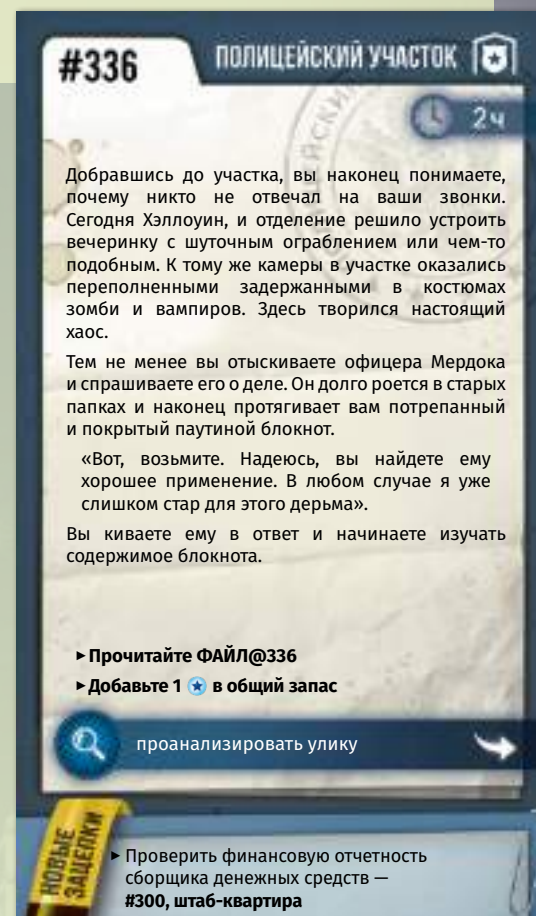 #336
ПОЛИЦЕЙСКИЙ УЧАСТОК
2ч
Добравшись до участка, вы наконец понимаете,
почему никто не отвечал на ваши звонки.
Сегодня Хэллоуин, и отделение решило устроить
вечеринку с шуточным ограблением или чем-то
подобным. К тому же камеры в участке оказались
переполненными задержанными в костюмах
зомби и вампиров. Здесь творился настоящий
хаос.
Тем не менее вы отыскиваете офицера Мердока
и спрашиваете его о деле. Он долго роется в старых
папках и наконец протягивает вам потрепанный
и покрытый паутиной блокнот.
«Вот, возьмите. Надеюсь, вы найдете ему
хорошее применение. В любом случае я уже
слишком стар для этого дерьма».
Вы киваете ему в ответ и начинаете изучать
содержимое блокнота.
▸ Прочитайте ФАЙЛ@336
▸ Добавьте 1 в общий запас
проанализировать улику
НОВЫЕ
ЗАЦЕПКИ
▸ Проверить финансовую отчетность
сборщика денежных средств —
#300, штаб-квартира